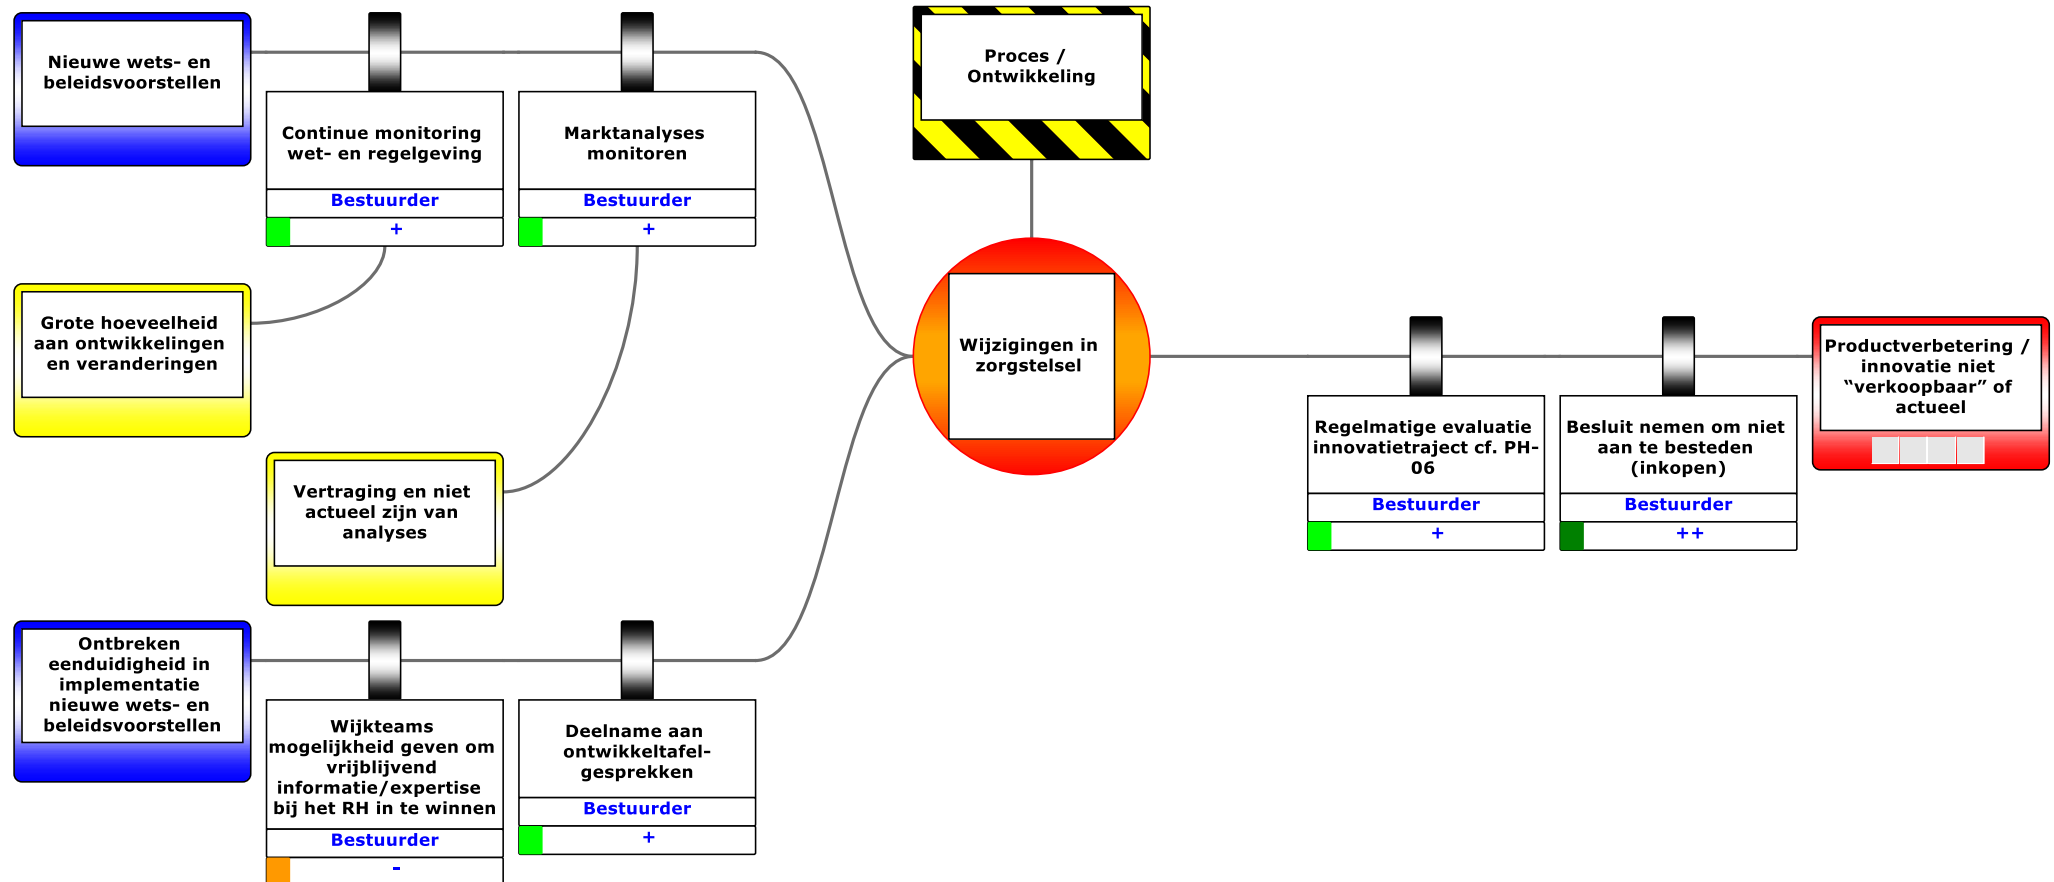 Nieuwe wets- en
beleidsvoorstellen
Continue monitoring
wet- en regelgeving
Bestuurder
+
Marktanalyses
monitoren
Bestuurder
+
Proces /
Ontwikkeling
Grote hoeveelheid
aan ontwikkelingen
en veranderingen
Vertraging en niet
actueel zijn van
analyses
Wijzigingen in
zorgstelsel
Regelmatige evaluatie
innovatietraject cf. PH-
06
Bestuurder
+
Besluit nemen om niet
aan te besteden
(inkopen)
Bestuurder
++
Productverbetering /
innovatie niet
“verkoopbaar” of
actueel
Ontbreken
eenduidigheid in
implementatie
nieuwe wets- en
beleidsvoorstellen
Wijkteams
mogelijkheid geven om
vrijblijvend
informatie/expertise
bij het RH in te winnen
Bestuurder
-
Deelname aan
ontwikkeltafel-
gesprekken
Bestuurder
+